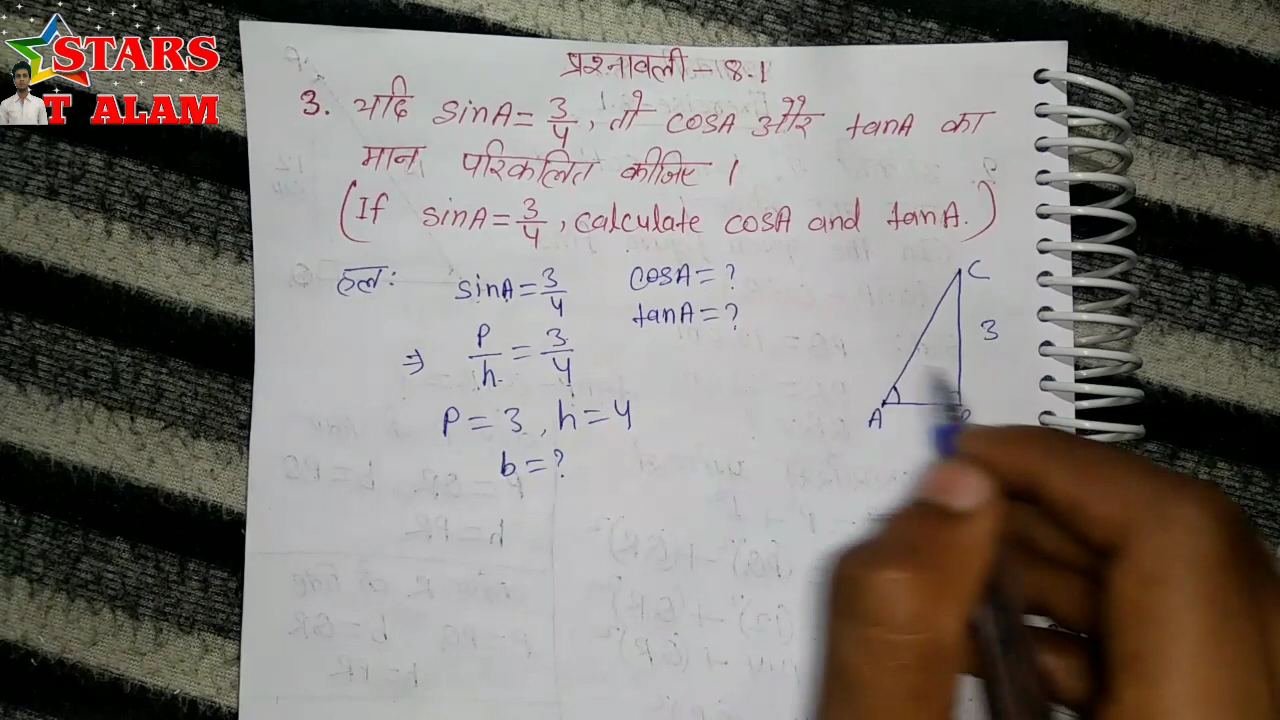 STARS
T ALAM
प्रश्नावली - 8.1
3. यदि sinA = 3/4, तो cosA और tanA का
मान परिकलित कीजिए ।
(If sinA = 3/4, calculate cosA and tanA.)
हल: sinA = 3/4 cosA = ?
tanA = ?
⇒ P/h = 3/4
P = 3, h = 4
b = ?
C
3
A